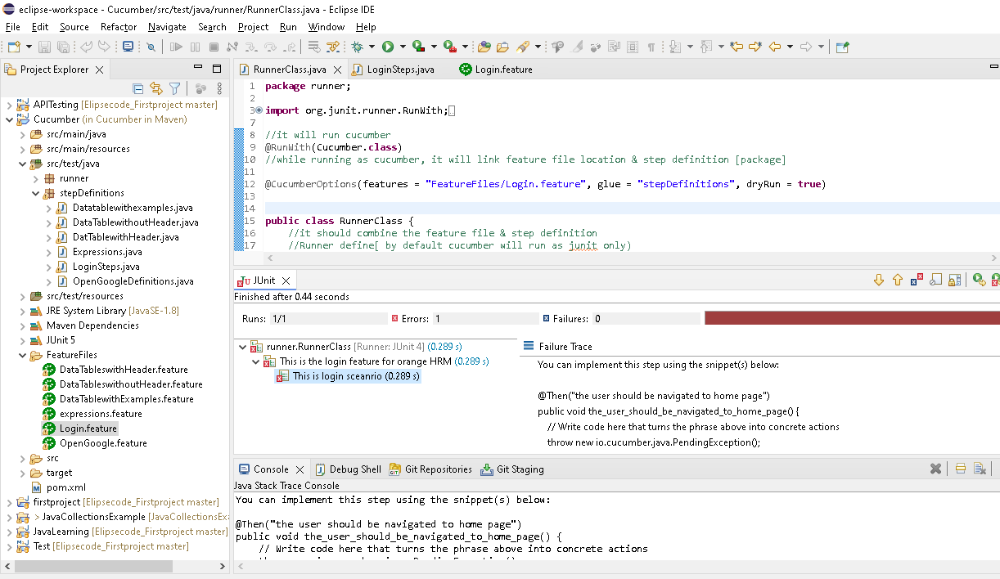 eclipse-workspace - Cucumber/src/test/java/runner/RunnerClass.java - Eclipse IDE
File Edit Source Refactor Navigate Search Project Run Window Help
Project Explorer
APITesting [Elipsecode_Firstproject master]
Cucumber (in Cucumber in Maven)
src/main/java
src/main/resources
src/test/java
runner
stepDefinitions
Datatablewithexamples.java
DataTablewithoutHeader.java
DatTablewithHeader.java
Expressions.java
LoginSteps.java
OpenGoogleDefinitions.java
src/test/resources
JRE System Library [JavaSE-1.8]
Maven Dependencies
JUnit 5
FeatureFiles
DataTableswithHeader.feature
DataTableswithoutHeader.feature
DataTablewithExamples.feature
expressions.feature
Login.feature
OpenGoogle.feature
src
target
pom.xml
firstproject [Elipsecode_Firstproject master]
> JavaCollectionsExample [JavaCollectionsEx
JavaLearning [Elipsecode_Firstproject master]
Test [Elipsecode_Firstproject master]
RunnerClass.java LoginSteps.java Login.feature
1 package runner;
2
3 import org.junit.runner.RunWith;
7
8 //it will run cucumber
9 @RunWith(Cucumber.class)
10 //while running as cucumber, it will link feature file location & step definition [package]
11
12 @CucumberOptions(features = "FeatureFiles/Login.feature", glue = "stepDefinitions", dryRun = true)
13
14
15 public class RunnerClass {
16 //it should combine the feature file & step definition
17 //Runner define[ by default cucumber will run as junit only)
JUnit
Finished after 0.44 seconds
Runs: 1/1 Errors: 1 Failures: 0
runner.RunnerClass [Runner: JUnit 4] (0.289 s)
This is the login feature for orange HRM (0.289 s)
This is login sceanrio (0.289 s)
Failure Trace
You can implement this step using the snippet(s) below:
@Then("the user should be navigated to home page")
public void the_user_should_be_navigated_to_home_page() {
// Write code here that turns the phrase above into concrete actions
throw new io.cucumber.java.PendingException();
Console Debug Shell Git Repositories Git Staging
Java Stack Trace Console
You can implement this step using the snippet(s) below:
@Then("the user should be navigated to home page")
public void the_user_should_be_navigated_to_home_page() {
// Write code here that turns the phrase above into concrete actions